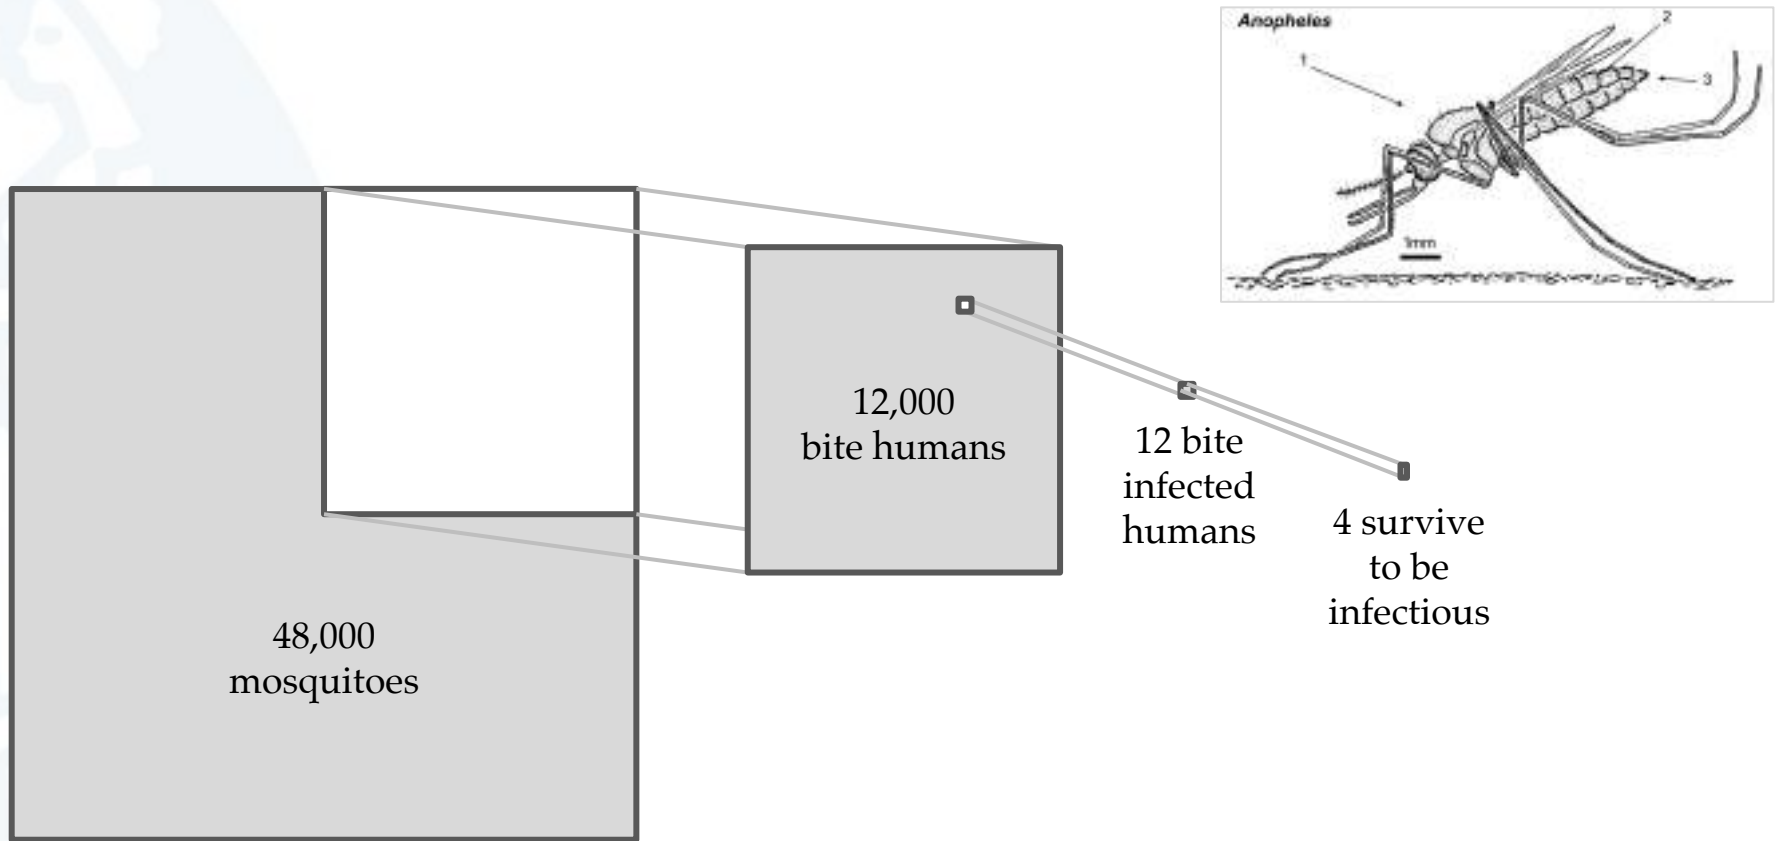 Anopheles
1
2
3
1mm
48,000
mosquitoes
12,000
bite humans
12 bite
infected
humans
4 survive
to be
infectious